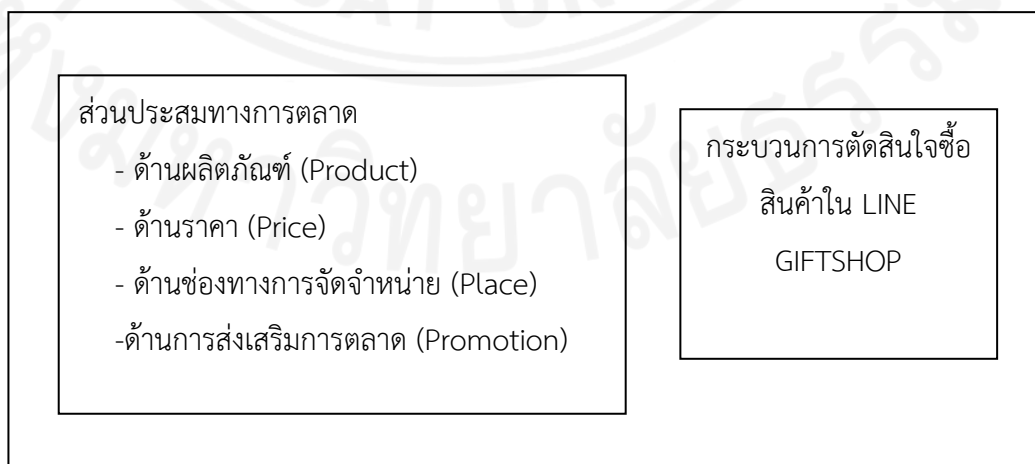 ส่วนประสมทางการตลาด
- ด้านผลิตภัณฑ์ (Product)
- ด้านราคา (Price)
- ด้านช่องทางการจัดจำหน่าย (Place)
-ด้านการส่งเสริมการตลาด (Promotion)
กระบวนการตัดสินใจซื้อ
สินค้าใน LINE
GIFTSHOP